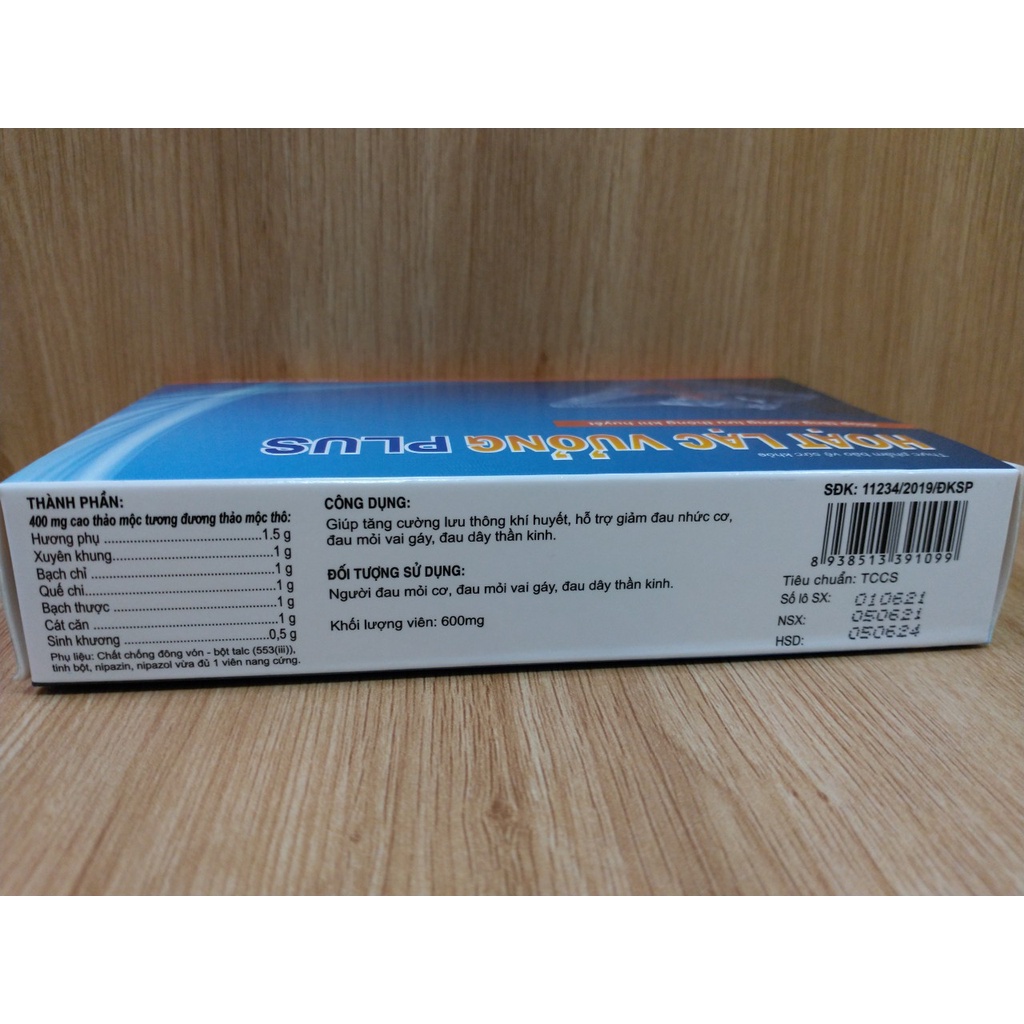 Thực phẩm bảo vệ sức khỏe
HOẠT LẠC VƯỠNG PLUS
thông khí huyết
THÀNH PHẦN:
400 mg cao thảo mộc tương đương thảo mộc thô:
Hương phụ ........................................1.5 g
Xuyên khung........................................1 g
Bạch chỉ ........................................1 g
Quế chi........................................1 g
Bạch thược ........................................1 g
Cát căn........................................1 g
Sinh khương ........................................0,5 g
Phụ liệu: Chất chống đông vón - bột talc (553(iii)),
tinh bột, nipazin, nipazol vừa đủ 1 viên nang cứng.
CÔNG DỤNG:
Giúp tăng cường lưu thông khí huyết, hỗ trợ giảm đau nhức cơ,
đau mỏi vai gáy, đau dây thần kinh.
ĐỐI TƯỢNG SỬ DỤNG:
Người đau mỏi cơ, đau mỏi vai gáy, đau dây thần kinh.
Khối lượng viên: 600mg
SĐK: 11234/2019/ĐKSP
8 938513 391099
Tiêu chuẩn: TCCS
Số lô SX: 010621
NSX: 050621
HSD: 050624